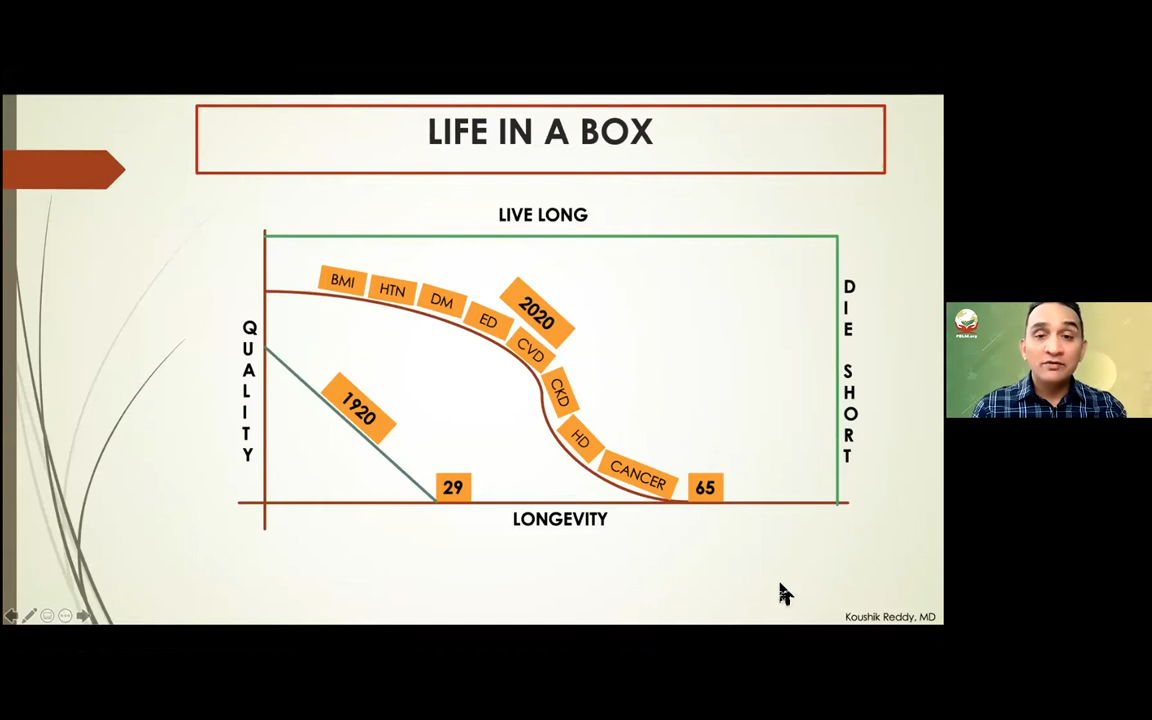 LIFE IN A BOX
LIVE LONG
QUALITY
BMI
HTN
DM
ED
2020
CVD
CKD
HD
CANCER
1920
29
65
DIE SHORT
LONGEVITY
Koushik Reddy, MD